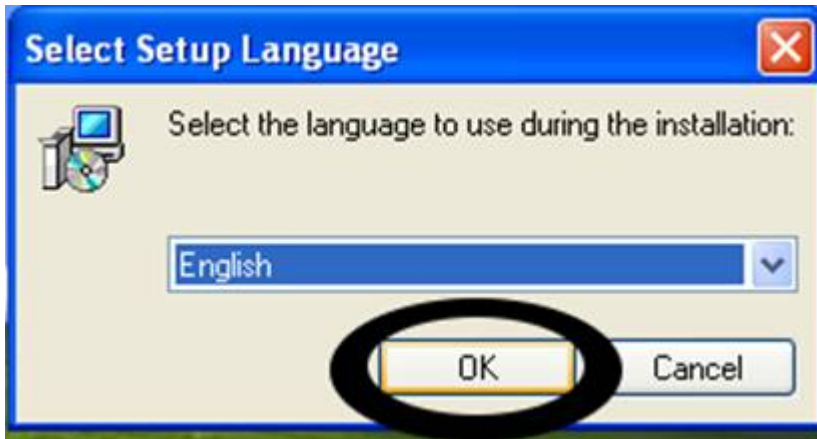 Select Setup Language
Select the language to use during the installation:
English
OK
Cancel